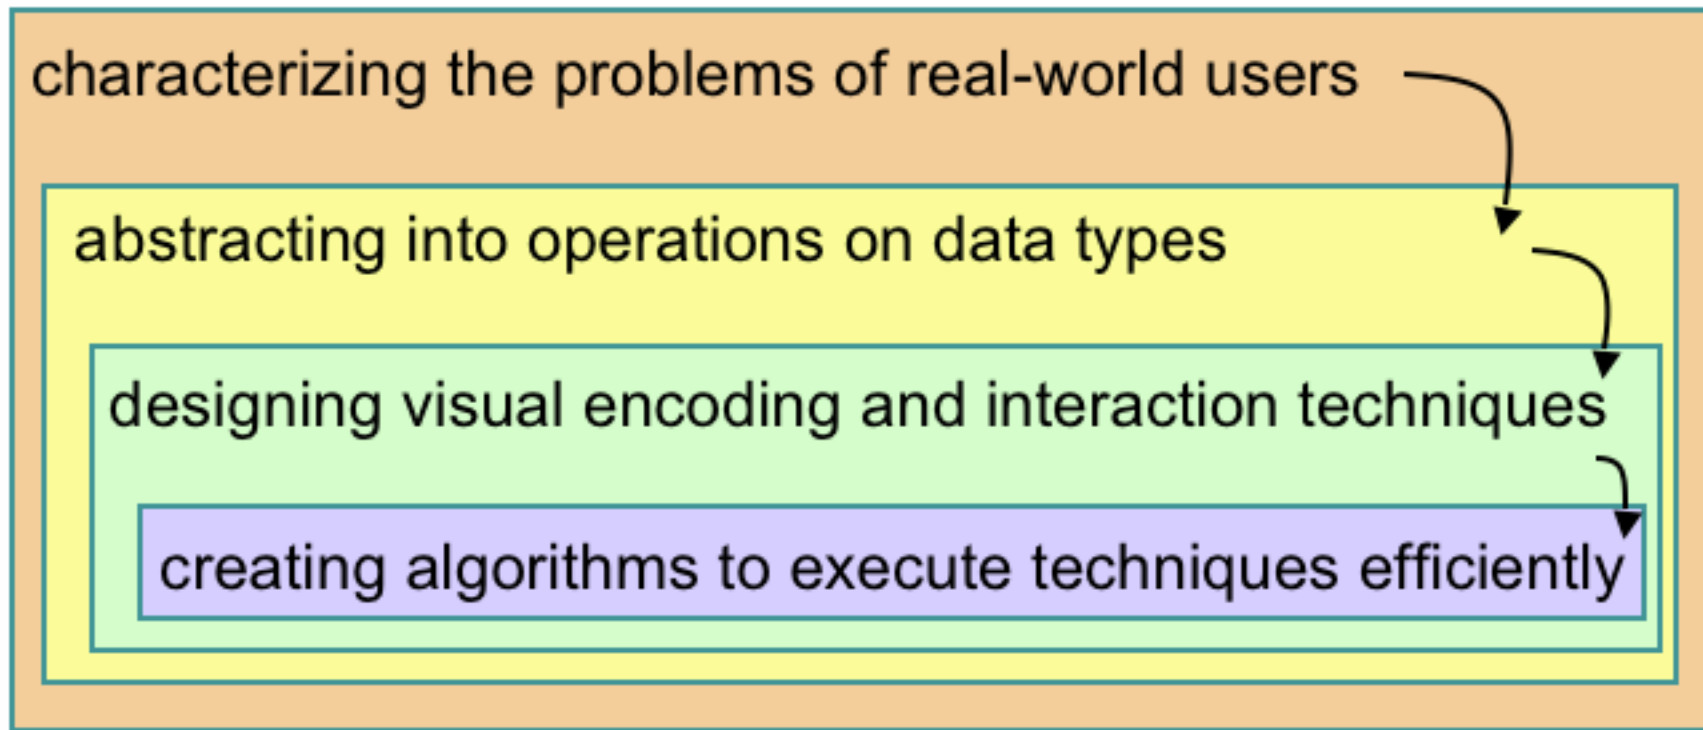 characterizing the problems of real-world users
abstracting into operations on data types
designing visual encoding and interaction techniques
creating algorithms to execute techniques efficiently